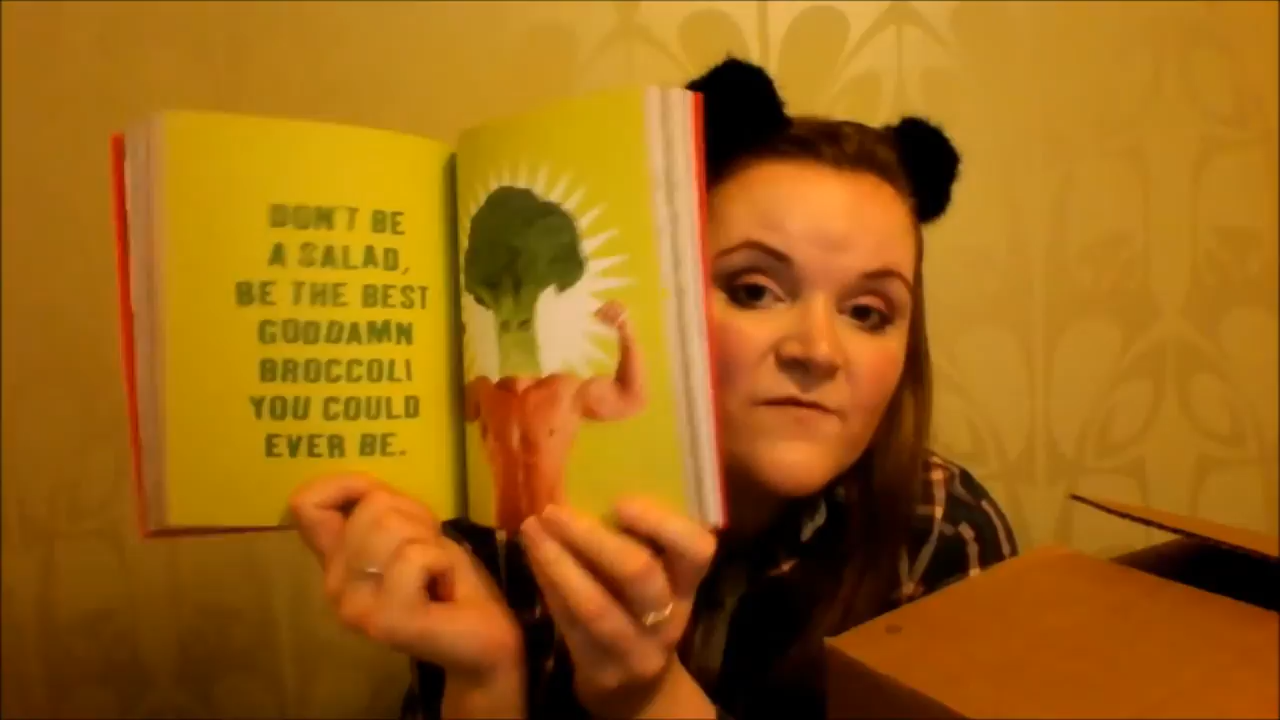 DON'T BE
A SALAD,
BE THE BEST
GODDAMN
BROCCOLI
YOU COULD
EVER BE.